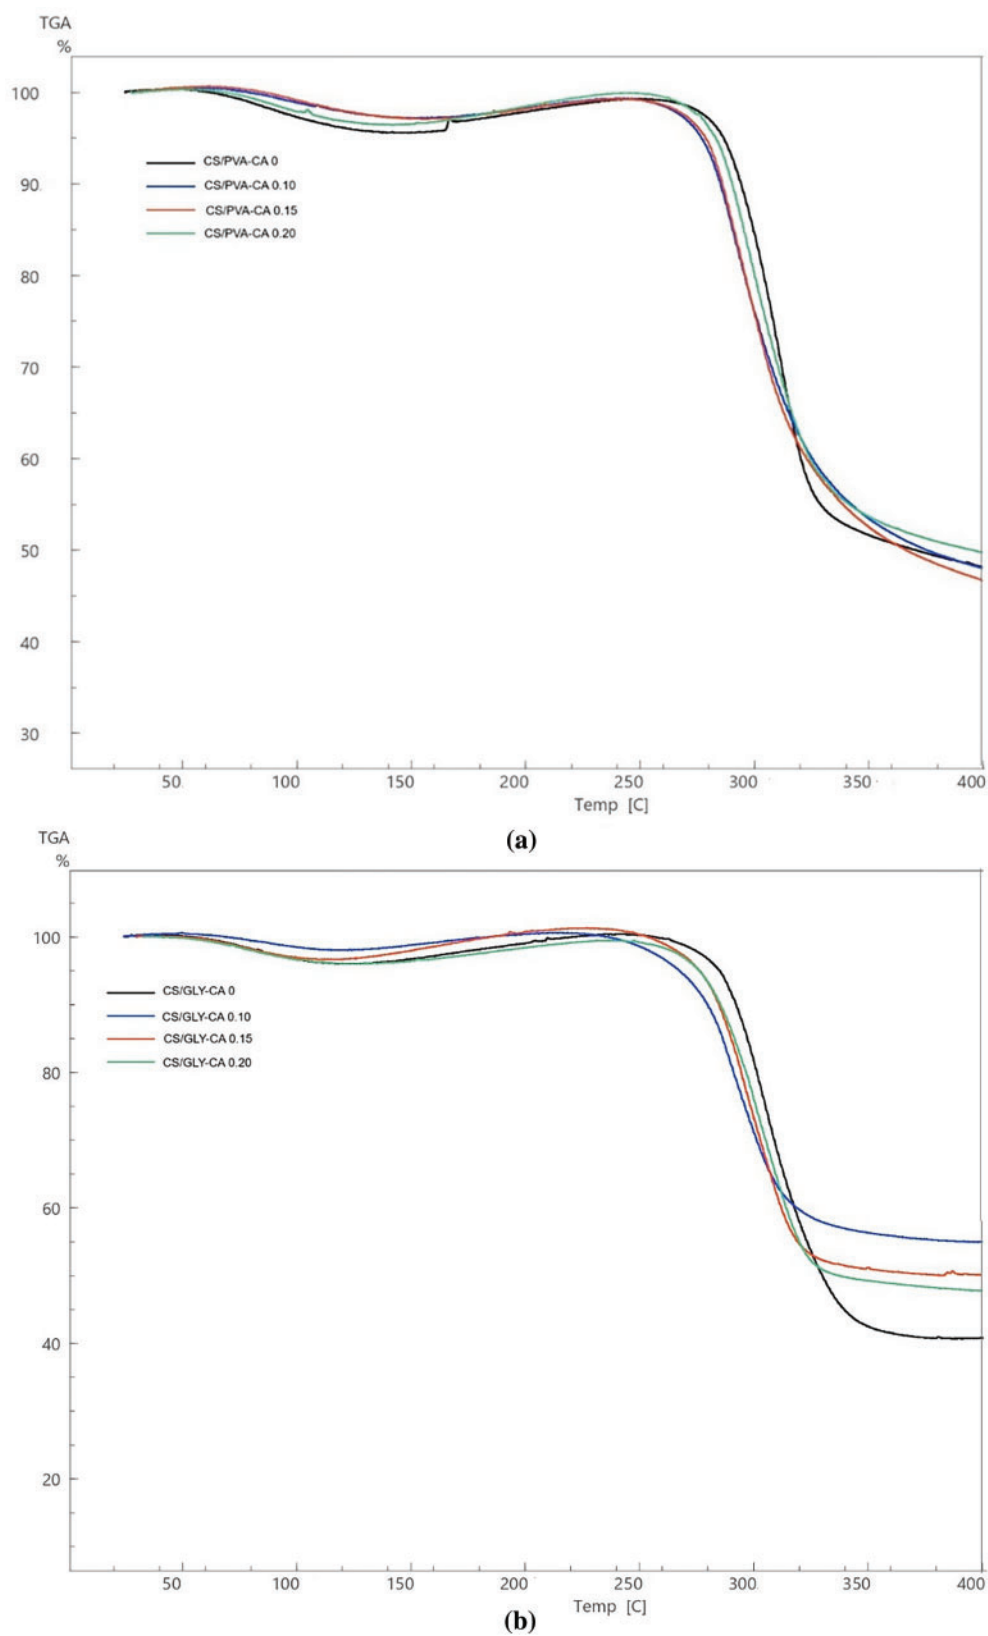 TGA
%
100
90
80
70
60
50
40
30
CS/PVA-CA 0
CS/PVA-CA 0.10
CS/PVA-CA 0.15
CS/PVA-CA 0.20
50 100 150 200 250 300 350 400
Temp [C]
(a)
TGA
%
100
80
60
40
20
CS/GLY-CA 0
CS/GLY-CA 0.10
CS/GLY-CA 0.15
CS/GLY-CA 0.20
50 100 150 200 250 300 350 400
Temp [C]
(b)